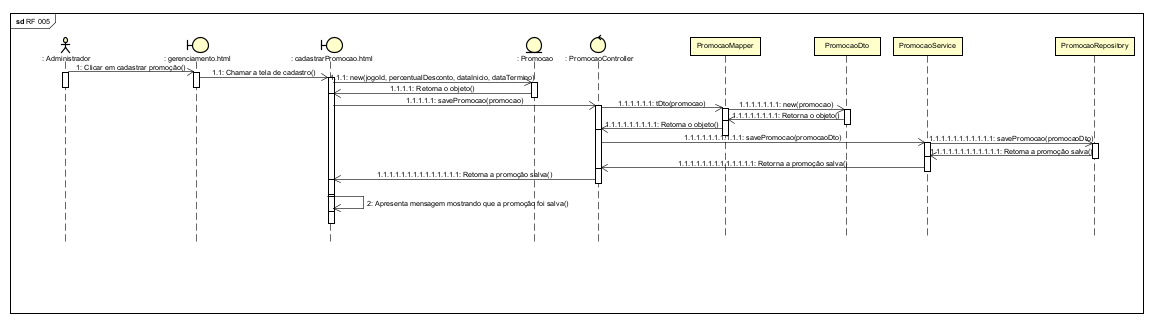 sd RF 005
: Administrador
: gerenciamento.html
: cadastrarPromocao.html
: Promocao
: PromocaoController
PromocaoMapper
PromocaoDto
PromocaoService
PromocaoRepository
1: Clicar em cadastrar promoção()
1.1: Chamar a tela de cadastro()
1.1: new(jogoId, percentualDesconto, dataInicio, dataTermino)
1.1.1.1: Retorna o objeto()
1.1.1.1.1: savePromocao(promocao)
1.1.1.1.1.1: tDto(promocao)
1.1.1.1.1.1.1: new(promocao)
1.1.1.1.1.1.1.1: Retorna o objeto()
1.1.1.1.1.1.1.1.1: Retorna o objeto()
1.1.1.1.1.1.1.1.1.1: savePromocao(promocaoDto)
1.1.1.1.1.1.1.1.1.1.1: savePromocao(promocaoDto)
1.1.1.1.1.1.1.1.1.1.1.1: Retorna a promoção salva()
1.1.1.1.1.1.1.1.1.1.1.1.1: Retorna a promoção salva()
1.1.1.1.1.1.1.1.1.1.1.1.1.1: Retorna a promoção salva()
2: Apresenta mensagem mostrando que a promoção foi salva()